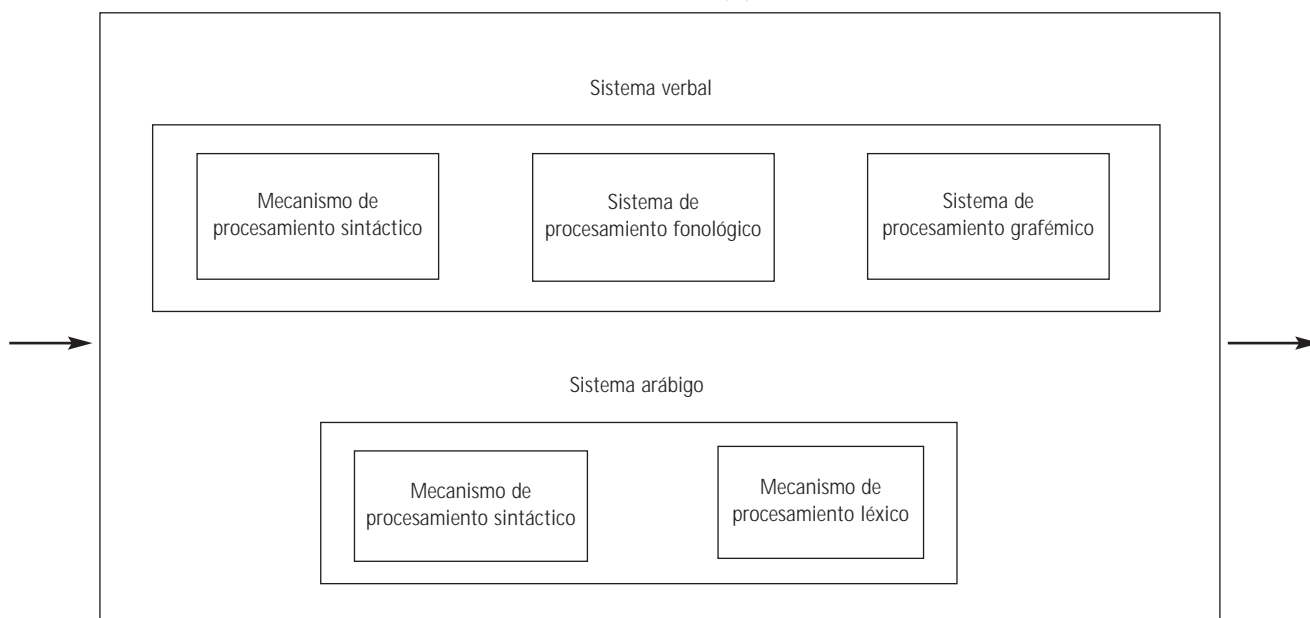 Sistema verbal
Mecanismo de
procesamiento sintáctico
Sistema de
procesamiento fonológico
Sistema de
procesamiento grafémico
Sistema arábigo
Mecanismo de
procesamiento sintáctico
Mecanismo de
procesamiento léxico